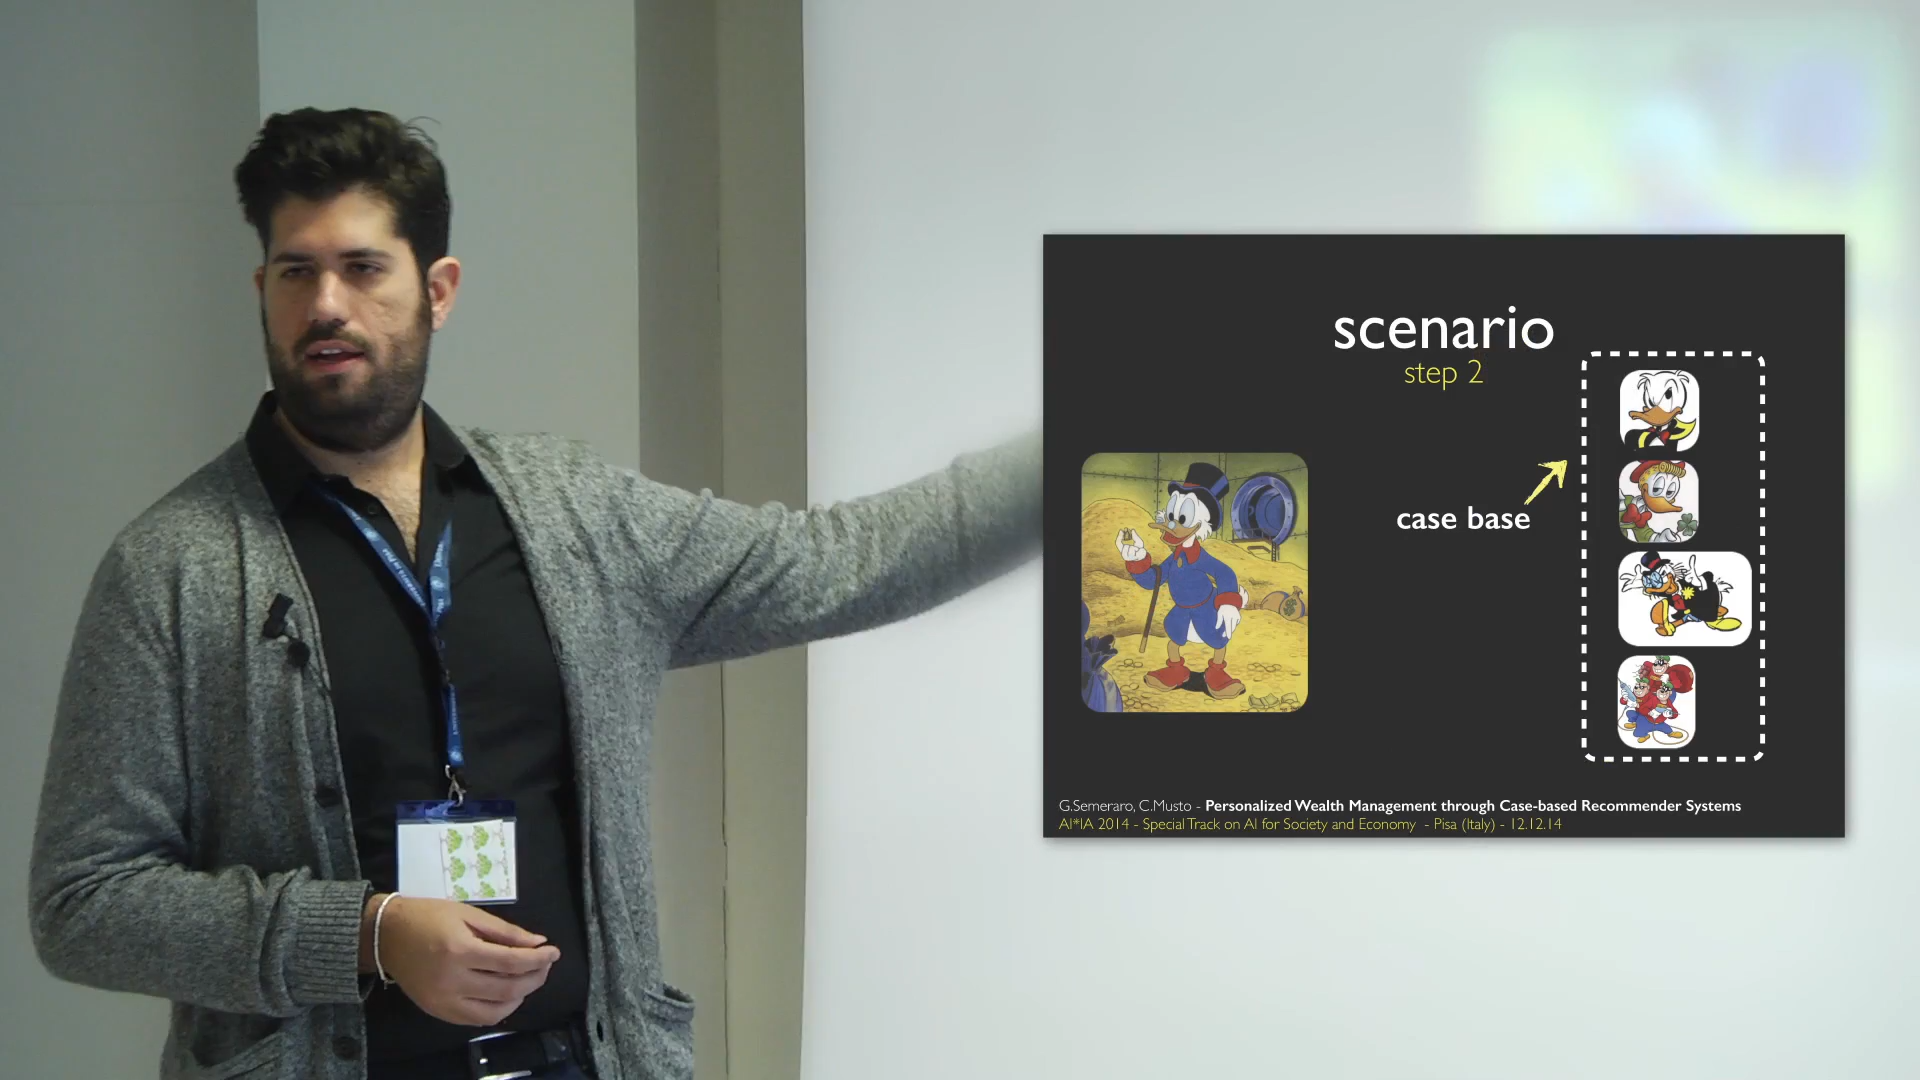 scenario
step 2
case base
G.Semeraro, C.Musto - Personalized Wealth Management through Case-based Recommender Systems
AI*IA 2014 - Special Track on AI for Society and Economy - Pisa (Italy) - 12.12.14